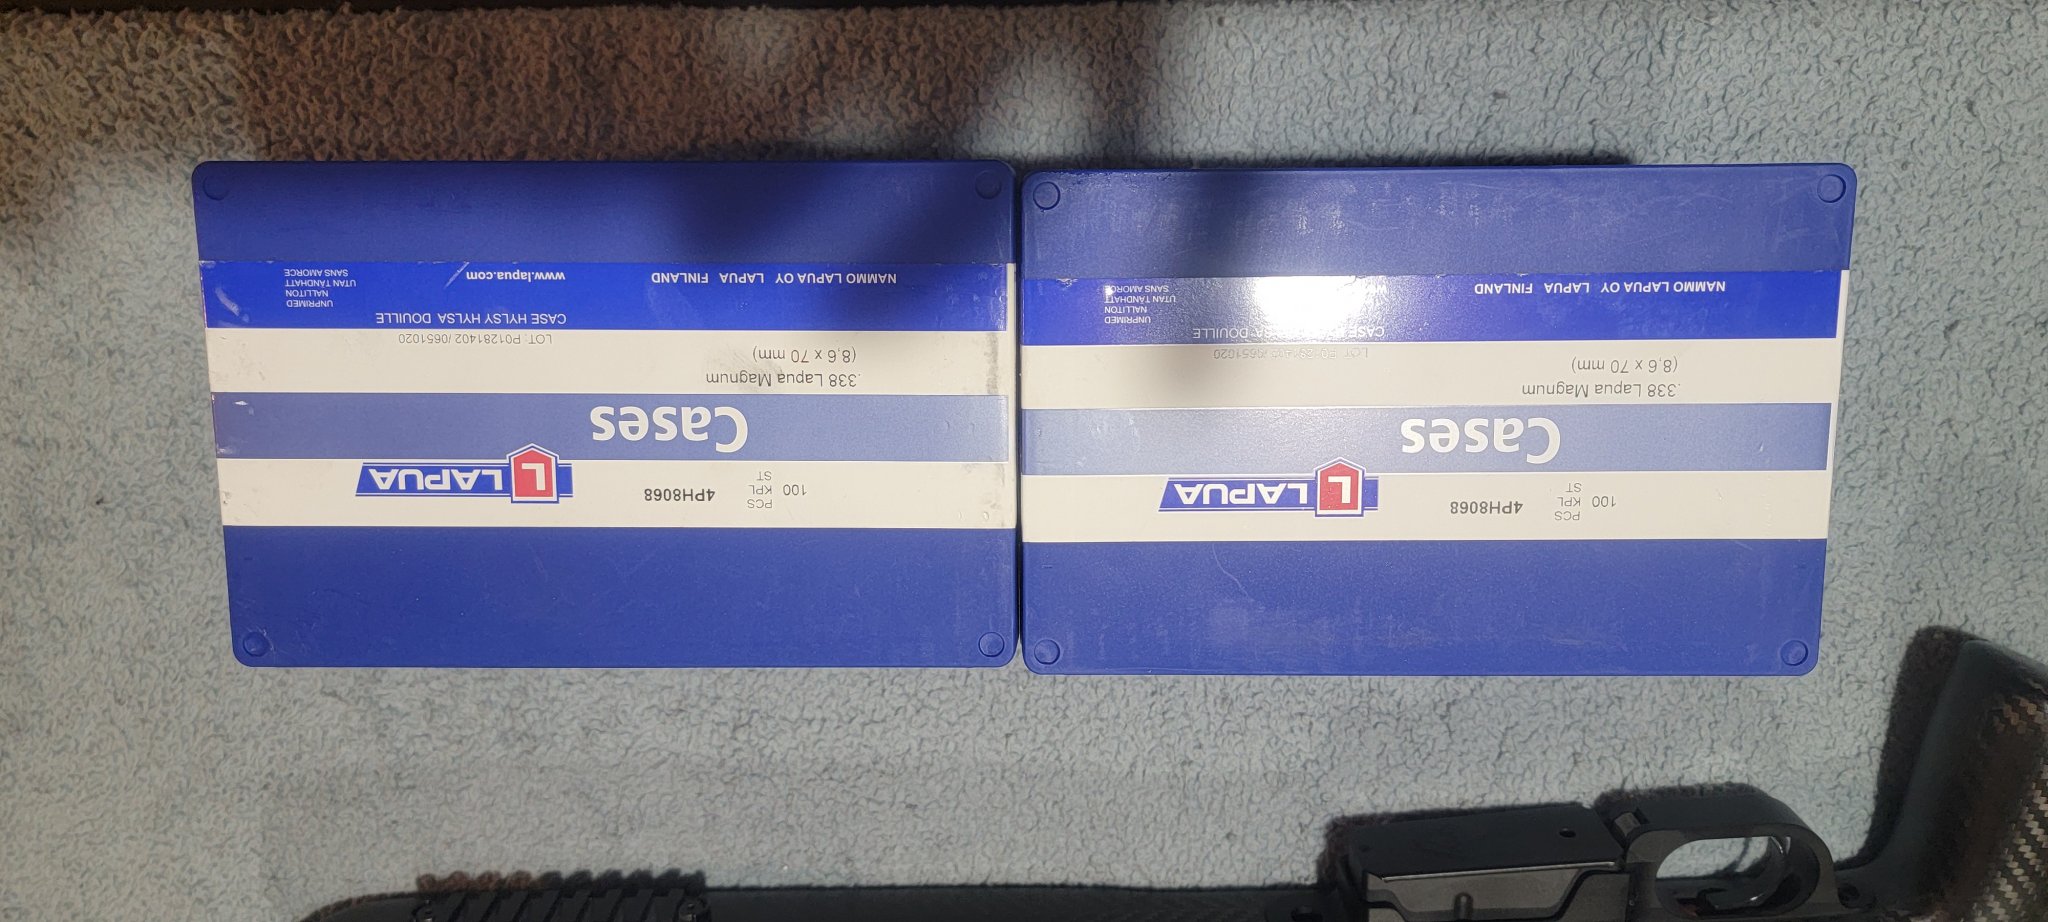 PCS
100 KPL
ST
4PH8068
L LAPUA
Cases
.338 Lapua Magnum
(8,6 x 70 mm)
/0651020
CASE DOUILLE
UNPRIMED
NALLITON
UTAN TÄNDHATT
SANS AMORCE
NAMMO LAPUA OY LAPUA FINLAND
PCS
100 KPL
ST
4PH8068
L LAPUA
Cases
.338 Lapua Magnum
(8,6 x 70 mm)
LOT: P01281402 /0651020
CASE HYLSY HYLSA DOUILLE
UNPRIMED
NALLITON
UTAN TÄNDHATT
SANS AMORCE
NAMMO LAPUA OY LAPUA FINLAND www.lapua.com